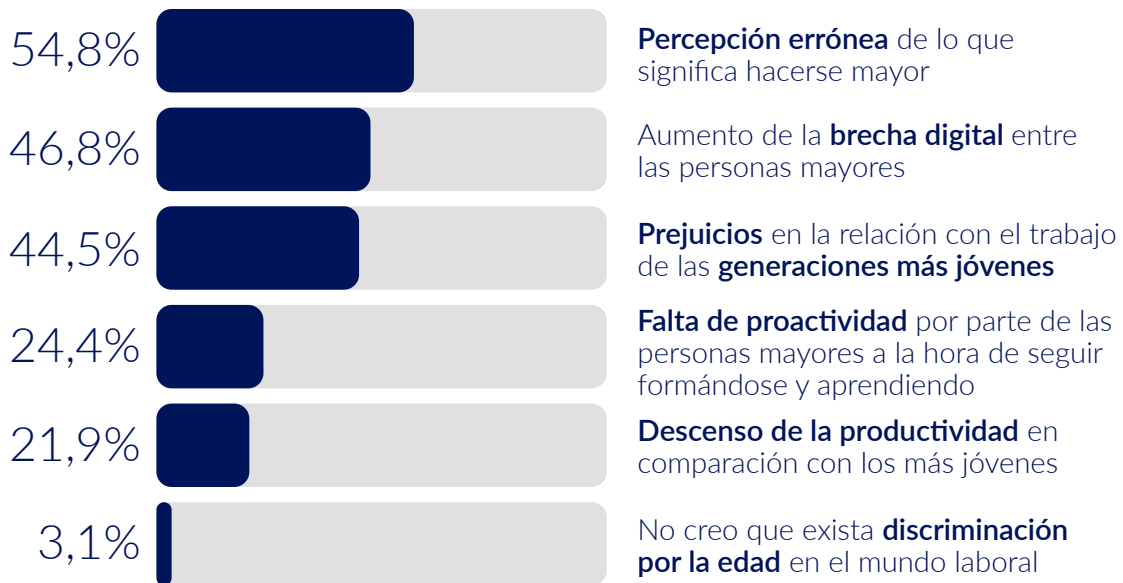 54,8%
Percepción errónea de lo que
significa hacerse mayor
46,8%
Aumento de la brecha digital entre
las personas mayores
44,5%
Prejuicios en la relación con el trabajo
de las generaciones más jóvenes
24,4%
Falta de proactividad por parte de las
personas mayores a la hora de seguir
formándose y aprendiendo
21,9%
Descenso de la productividad en
comparación con los más jóvenes
3,1%
No creo que exista discriminación
por la edad en el mundo laboral